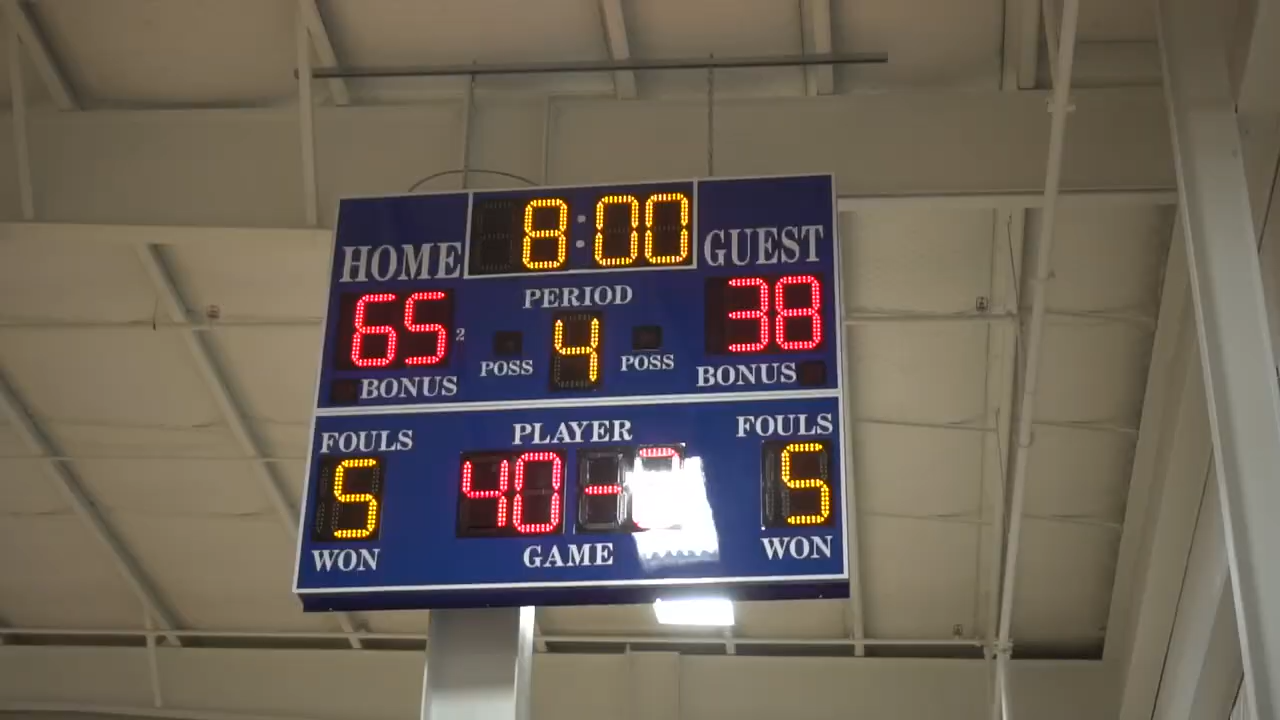 8:00
HOME GUEST
65 2 PERIOD 38
POSS 4 POSS
BONUS BONUS
FOULS PLAYER FOULS
5 40 - 5
WON GAME WON